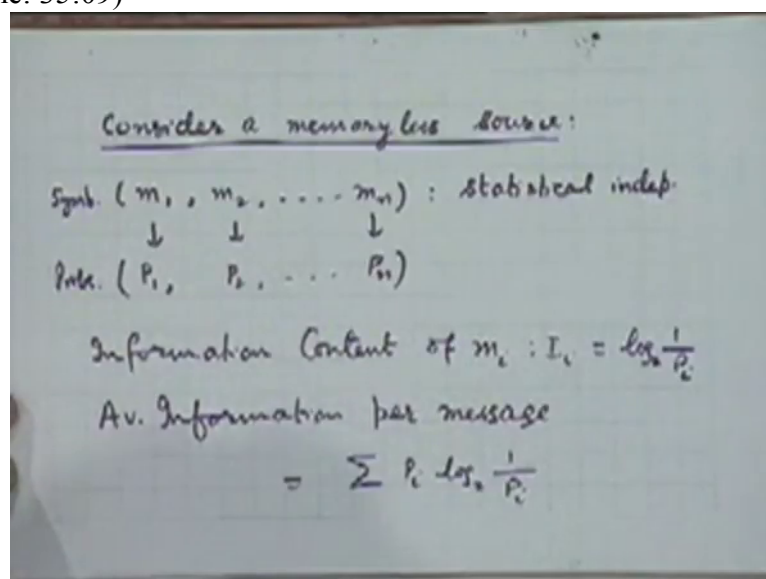 Consider a memoryless source:
Symb. (m₁, m₂, .... mₙ) : statistical indep.
↓ ↓ ↓
Prob. (P₁, P₂, ... Pₙ)
Information Content of mᵢ : Iᵢ = log₂ 1/Pᵢ
Av. Information per message
= Σ Pᵢ log₂ 1/Pᵢ